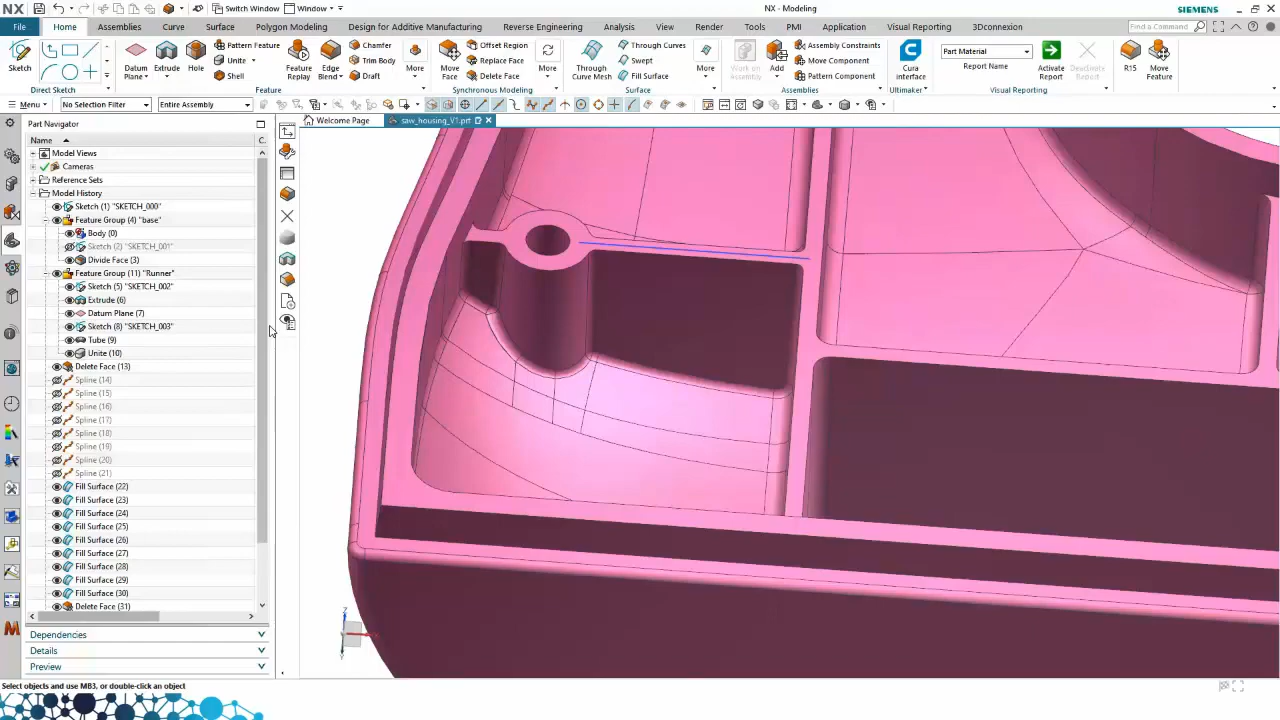 NX
Switch Window
Window
NX - Modeling
SIEMENS
File
Home
Assemblies
Curve
Surface
Polygon Modeling
Design for Additive Manufacturing
Reverse Engineering
Analysis
View
Render
Tools
PMI
Application
Visual Reporting
3Dconnexion
Find a Command
Sketch
Direct Sketch
Datum Plane
Extrude
Hole
Pattern Feature
Unite
Shell
Feature Replay
Edge Blend
Chamfer
Trim Body
Draft
More
Feature
Move Face
Offset Region
Replace Face
Delete Face
More
Synchronous Modeling
Through Curve Mesh
Through Curves
Swept
Fill Surface
More
Surface
Work on Assembly
Add
Assembly Constraints
Move Component
Pattern Component
Assemblies
Cura interface
Ultimaker
Part Material
Report Name
Activate Report
Deactivate Report
Visual Reporting
R15
Move Feature
Menu
No Selection Filter
Entire Assembly
Part Navigator
Welcome Page
saw_housing_V1.prt
Name
C.
Model Views
Cameras
Reference Sets
Model History
Sketch (1) "SKETCH_000"
Feature Group (4) "base"
Body (0)
Sketch (2) "SKETCH_001"
Divide Face (3)
Feature Group (11) "Runner"
Sketch (5) "SKETCH_002"
Extrude (6)
Datum Plane (7)
Sketch (8) "SKETCH_003"
Tube (9)
Unite (10)
Delete Face (13)
Spline (14)
Spline (15)
Spline (16)
Spline (17)
Spline (18)
Spline (19)
Spline (20)
Spline (21)
Fill Surface (22)
Fill Surface (23)
Fill Surface (24)
Fill Surface (25)
Fill Surface (26)
Fill Surface (27)
Fill Surface (28)
Fill Surface (29)
Fill Surface (30)
Delete Face (31)
Dependencies
Details
Preview
Z
Y
Select objects and use MB3, or double-click an object